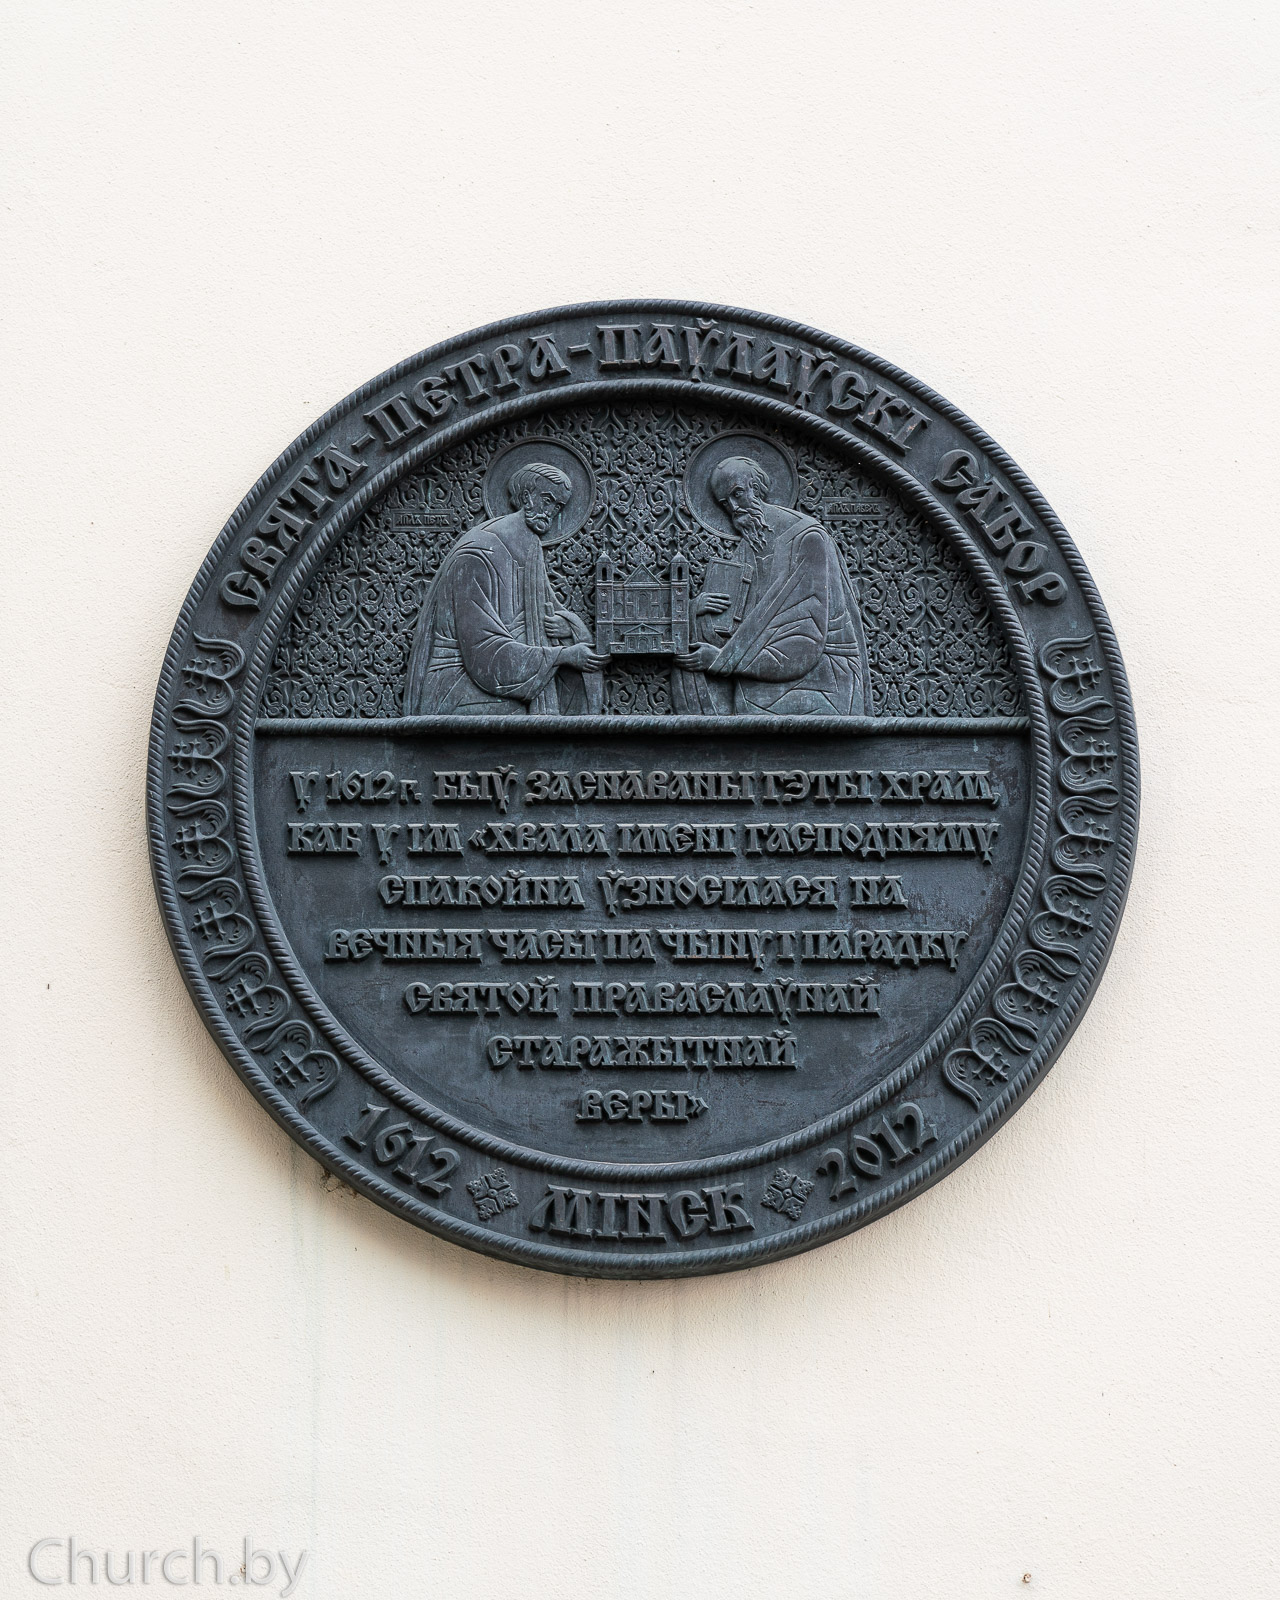 СВЯТА-ПЕТРА-ПАЎЛАЎСКІ САБОР
У 1612 г. БЫЎ ЗАСНАВАНЫ ГЭТЫ ХРАМ,
КАБ У ІМ «ХВАЛА ІМЕНІ ГАСПОДНЯМУ
СПАКОЙНА ЎЗНОСІЛАСЯ НА
ВЕЧНЫЯ ЧАСЫ ПА ЧЫНУ І ПАРАДКУ
СВЯТОЙ ПРАВАСЛАЎНАЙ
СТАРАЖЫТНАЙ
ВЕРЫ»
1612 МІНСК 2012
Church.by